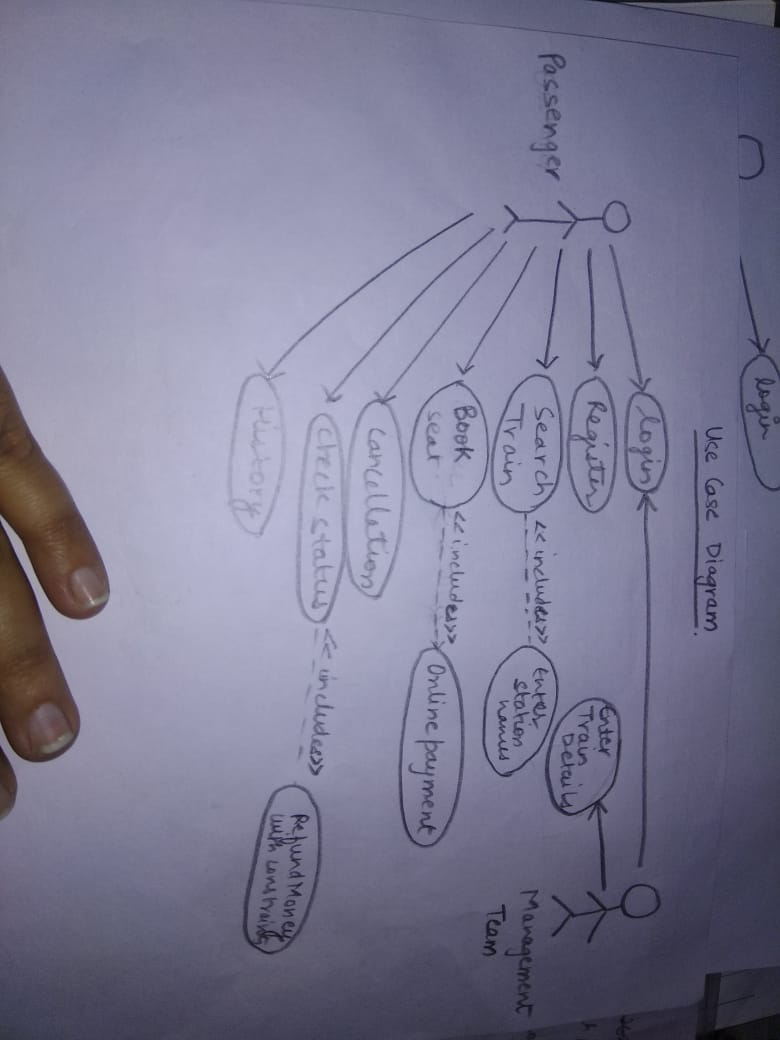 login
Use Case Diagram.
Passenger
login
Register
Search
Train
<<includes>>
Enter
station
names
Enter
Train
Details
Management
Team
Book
seat
<<includes>>
Online payment
cancellation
check status
<<includes>>
Refund Money
with constraints
History